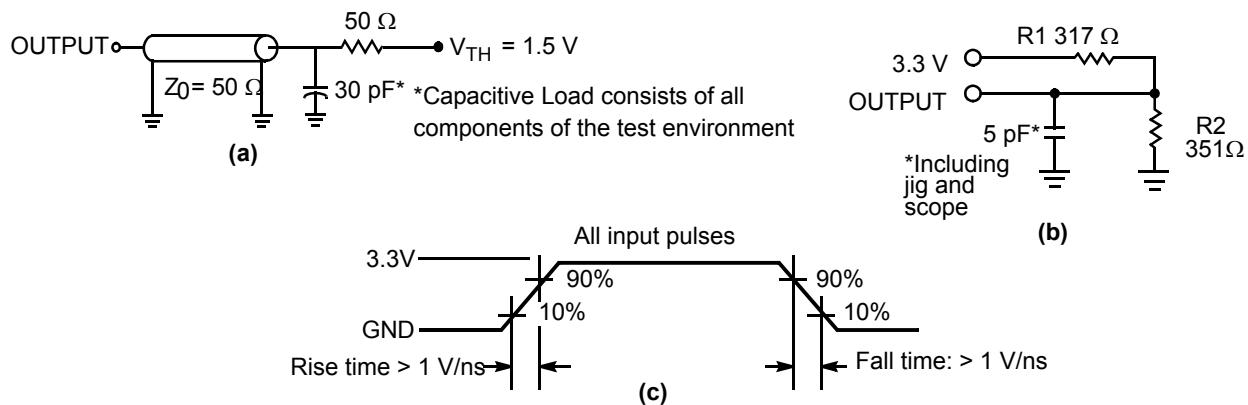 50 Ω
OUTPUT
V_TH = 1.5 V
Z0= 50 Ω
30 pF*
*Capacitive Load consists of all
components of the test environment
(a)
R1 317 Ω
3.3 V
OUTPUT
5 pF*
R2
351Ω
*Including
jig and
scope
(b)
All input pulses
3.3V
90%
90%
10%
10%
GND
Rise time > 1 V/ns
Fall time: > 1 V/ns
(c)